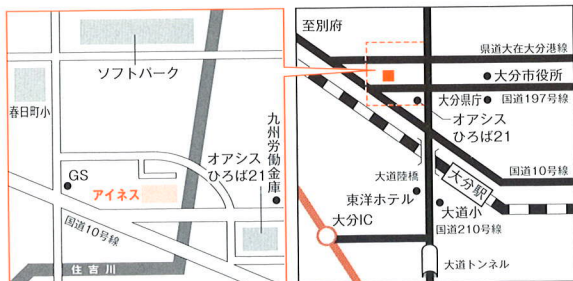 ソフトパーク
春日町小
九州労働金庫
オアシス
ひろば21
GS
アイネス
国道10号線
住吉川
至別府
県道大在大分港線
大分市役所
大分県庁
国道197号線
オアシス
ひろば21
大道陸橋
大分駅
国道10号線
東洋ホテル
大道小
大分IC
国道210号線
大道トンネル